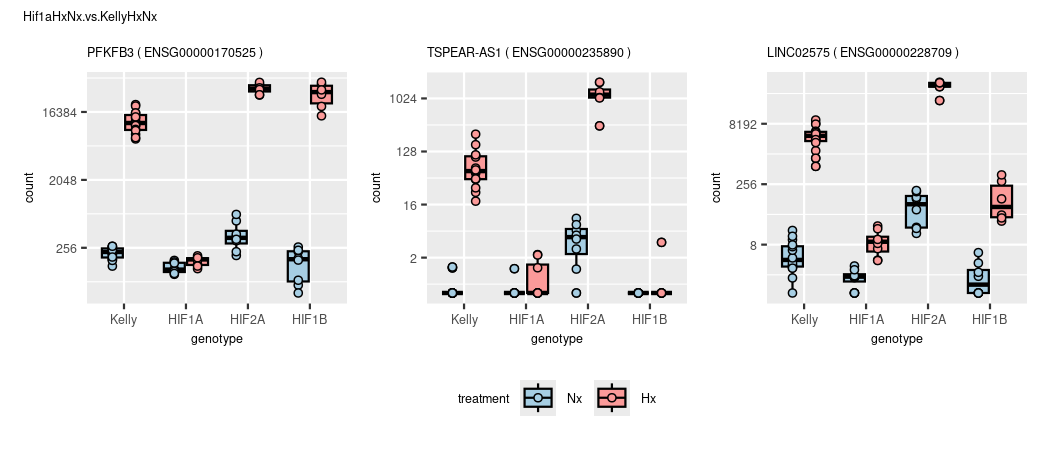 Hif1aHxNx.vs.KellyHxNx
PFKFB3 ( ENSG00000170525 )
16384
2048
256
count
Kelly HIF1A HIF2A HIF1B
genotype
TSPEAR-AS1 ( ENSG00000235890 )
1024
128
16
2
count
Kelly HIF1A HIF2A HIF1B
genotype
LINC02575 ( ENSG00000228709 )
8192
256
8
count
Kelly HIF1A HIF2A HIF1B
genotype
treatment Nx Hx